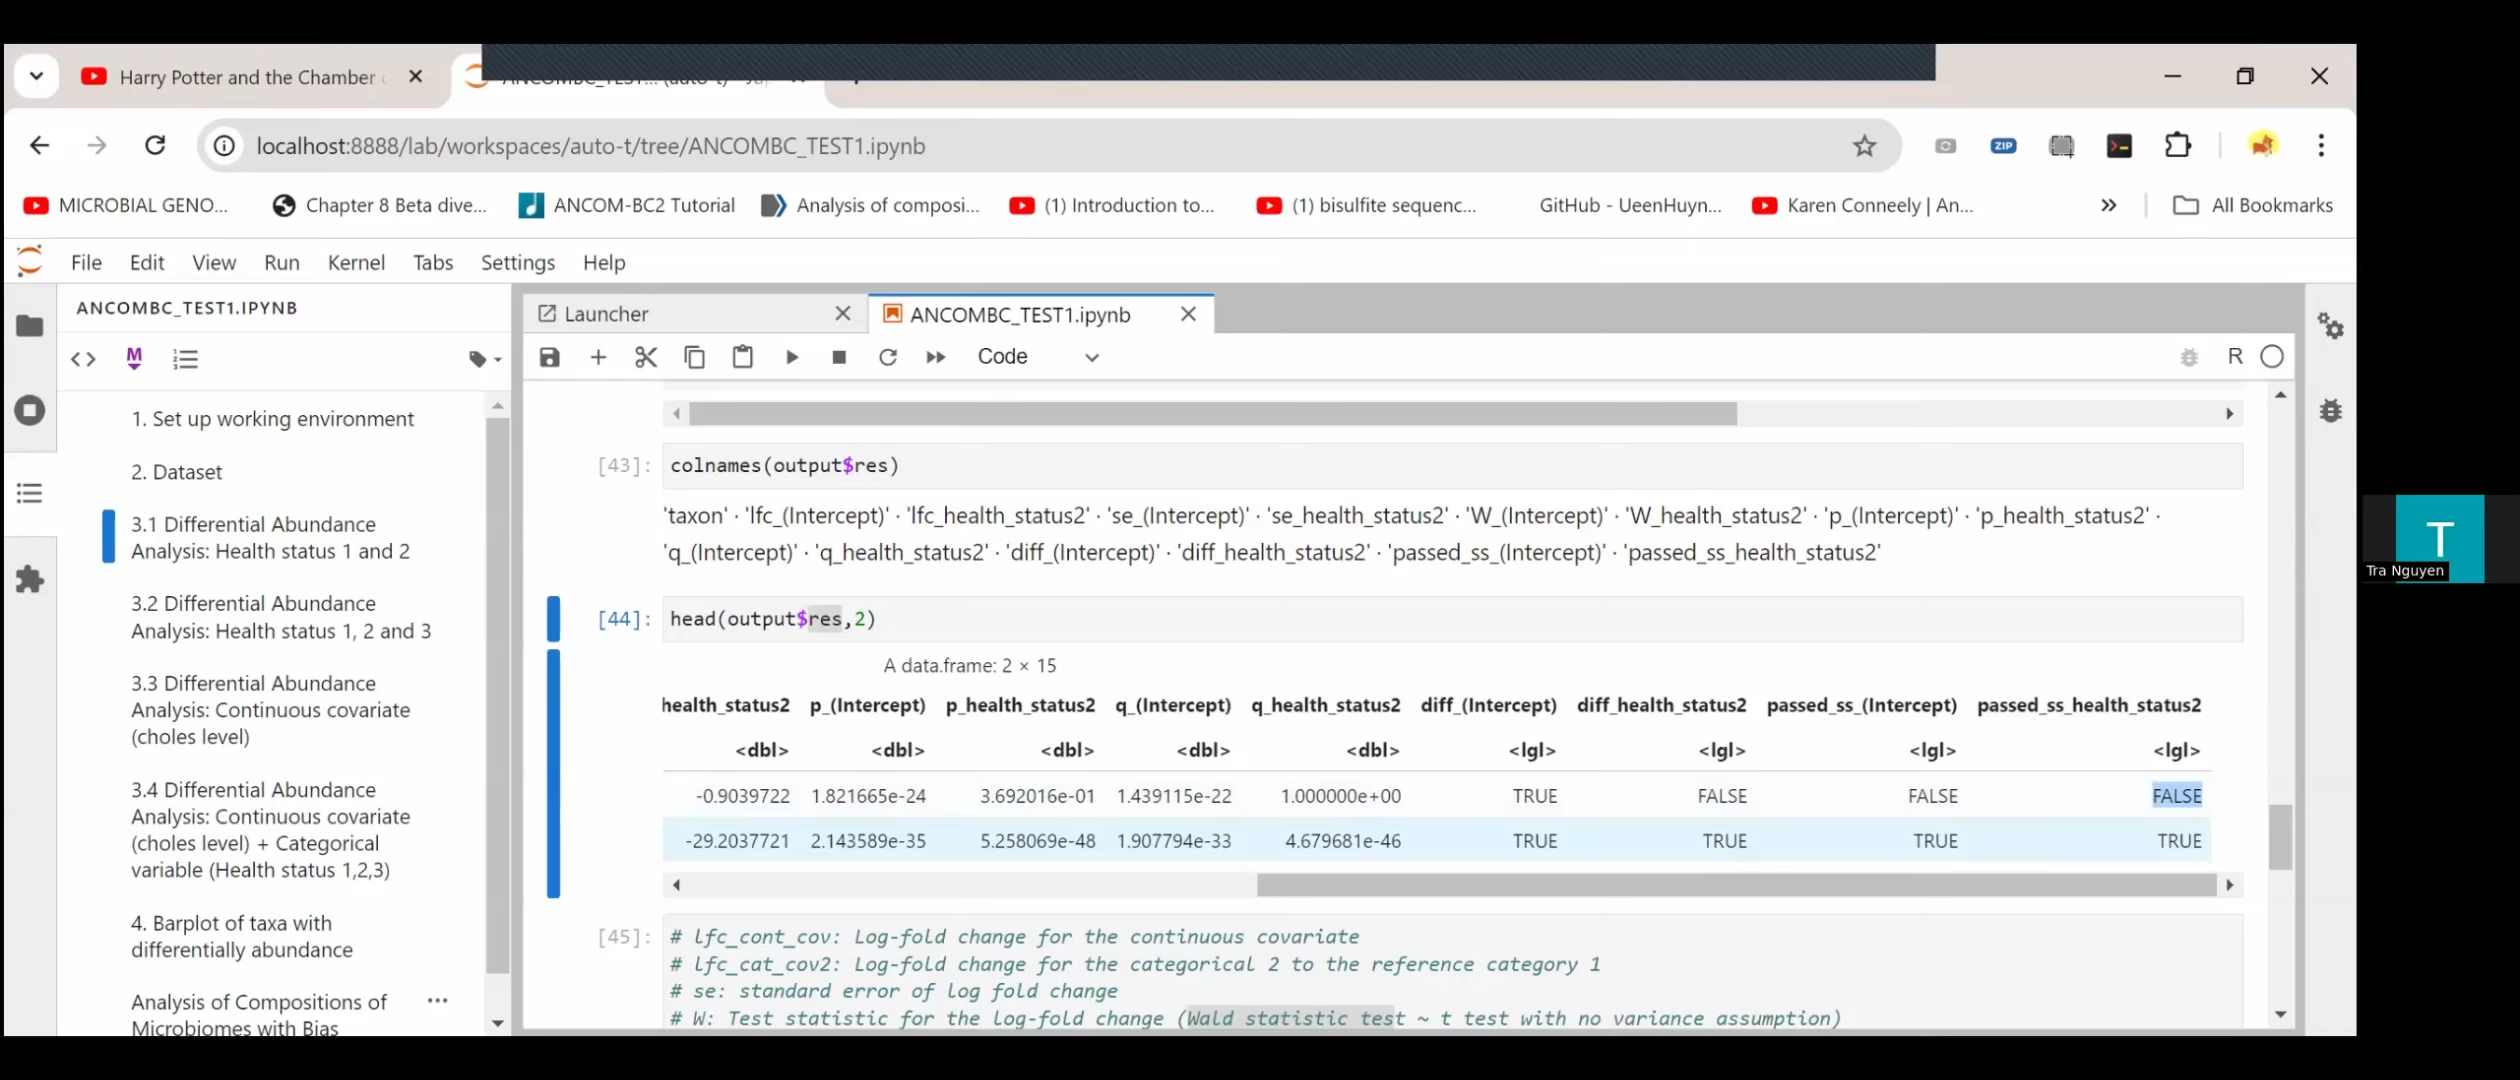 Harry Potter and the Chamber
localhost:8888/lab/workspaces/auto-t/tree/ANCOMBC_TEST1.ipynb
ZIP
MICROBIAL GENO... Chapter 8 Beta dive... ANCOM-BC2 Tutorial Analysis of composi... (1) Introduction to... (1) bisulfite sequenc... GitHub - UeenHuyn... Karen Conneely | An... » All Bookmarks
File Edit View Run Kernel Tabs Settings Help
ANCOMBC_TEST1.IPYNB
M
1. Set up working environment
2. Dataset
3.1 Differential Abundance
Analysis: Health status 1 and 2
3.2 Differential Abundance
Analysis: Health status 1, 2 and 3
3.3 Differential Abundance
Analysis: Continuous covariate
(choles level)
3.4 Differential Abundance
Analysis: Continuous covariate
(choles level) + Categorical
variable (Health status 1,2,3)
4. Barplot of taxa with
differentially abundance
Analysis of Compositions of
Microbiomes with Bias
Launcher ANCOMBC_TEST1.ipynb
Code R
[43]: colnames(output$res)
'taxon' · 'lfc_(Intercept)' · 'lfc_health_status2' · 'se_(Intercept)' · 'se_health_status2' · 'W_(Intercept)' · 'W_health_status2' · 'p_(Intercept)' · 'p_health_status2' ·
'q_(Intercept)' · 'q_health_status2' · 'diff_(Intercept)' · 'diff_health_status2' · 'passed_ss_(Intercept)' · 'passed_ss_health_status2'
[44]: head(output$res,2)
A data.frame: 2 × 15
health_status2 p_(Intercept) p_health_status2 q_(Intercept) q_health_status2 diff_(Intercept) diff_health_status2 passed_ss_(Intercept) passed_ss_health_status2
<dbl> <dbl> <dbl> <dbl> <dbl> <lgl> <lgl> <lgl> <lgl>
-0.9039722 1.821665e-24 3.692016e-01 1.439115e-22 1.000000e+00 TRUE FALSE FALSE FALSE
-29.2037721 2.143589e-35 5.258069e-48 1.907794e-33 4.679681e-46 TRUE TRUE TRUE TRUE
[45]: # lfc_cont_cov: Log-fold change for the continuous covariate
# lfc_cat_cov2: Log-fold change for the categorical 2 to the reference category 1
# se: standard error of log fold change
# W: Test statistic for the log-fold change (Wald statistic test ~ t test with no variance assumption)
T
Tra Nguyen